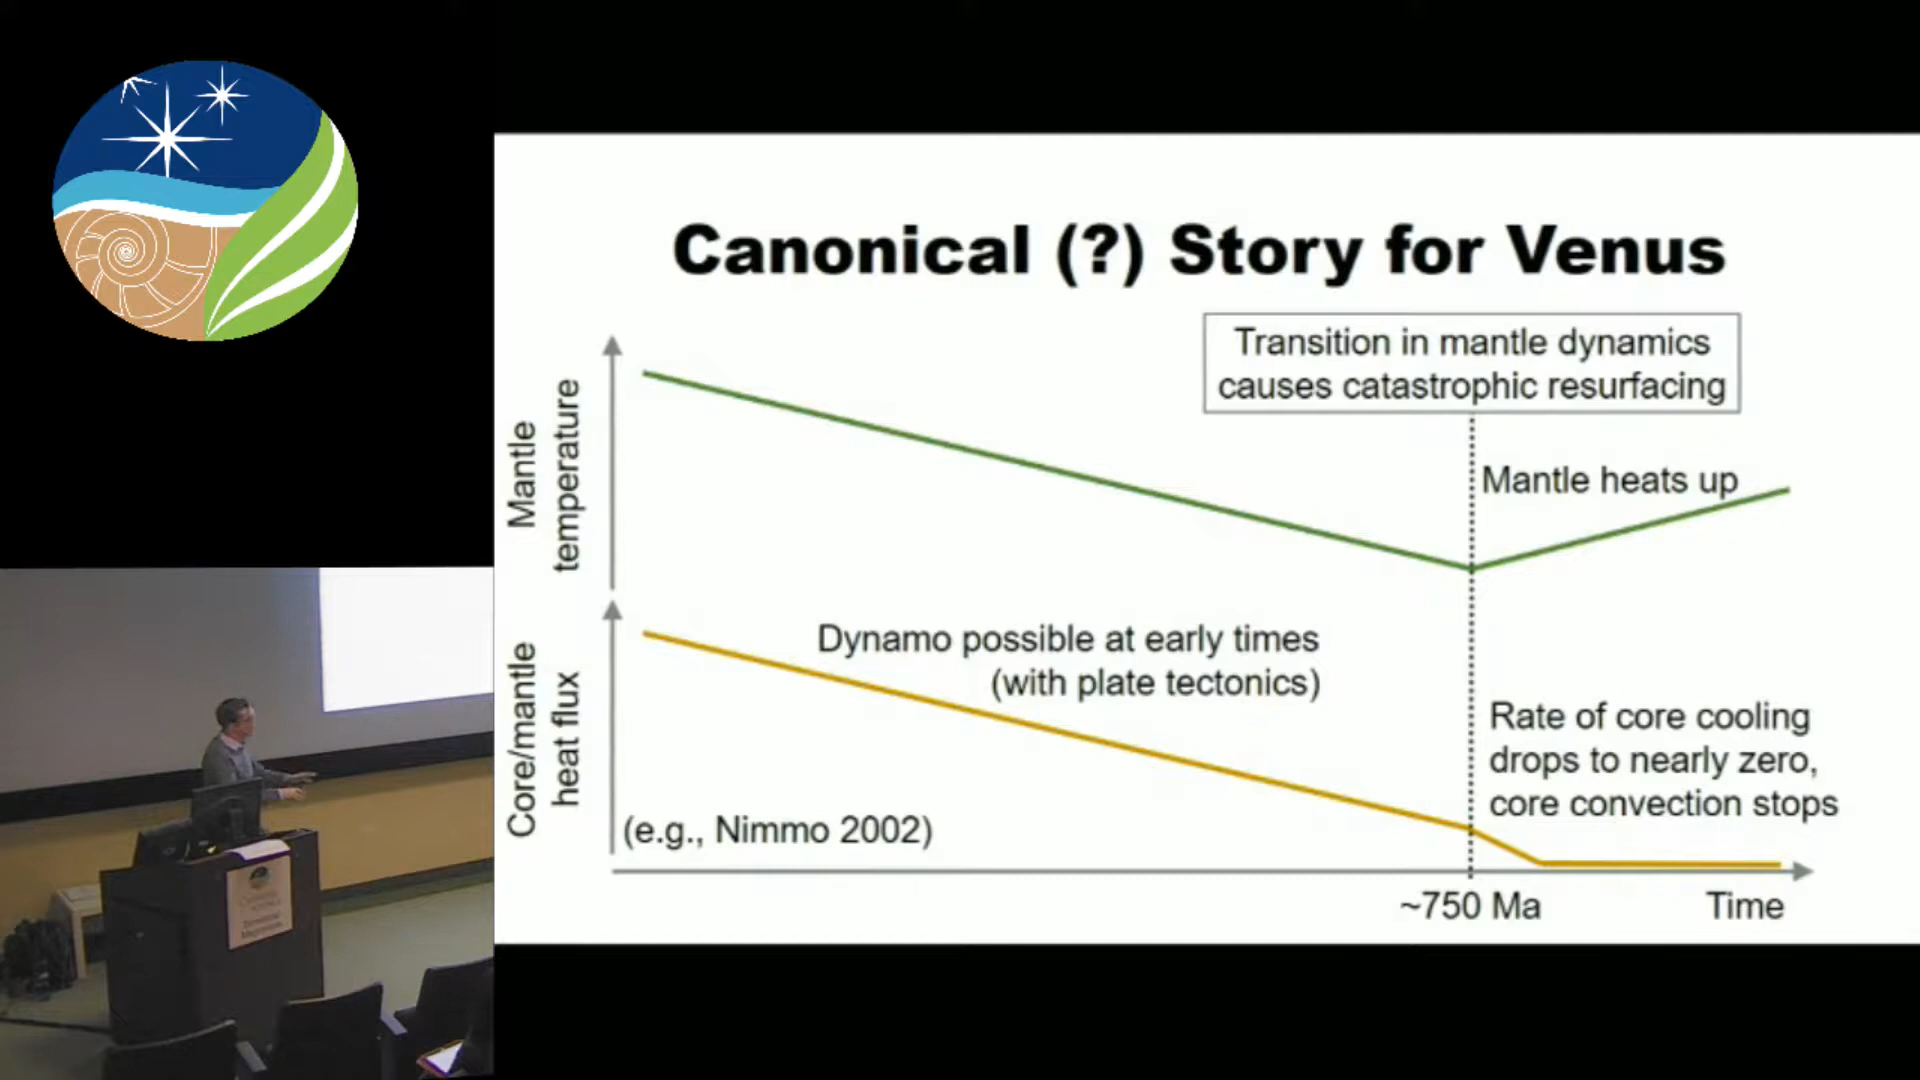 Canonical (?) Story for Venus
Transition in mantle dynamics
causes catastrophic resurfacing
Mantle
temperature
Mantle heats up
Dynamo possible at early times
(with plate tectonics)
Core/mantle
heat flux
Rate of core cooling
drops to nearly zero,
core convection stops
(e.g., Nimmo 2002)
~750 Ma
Time